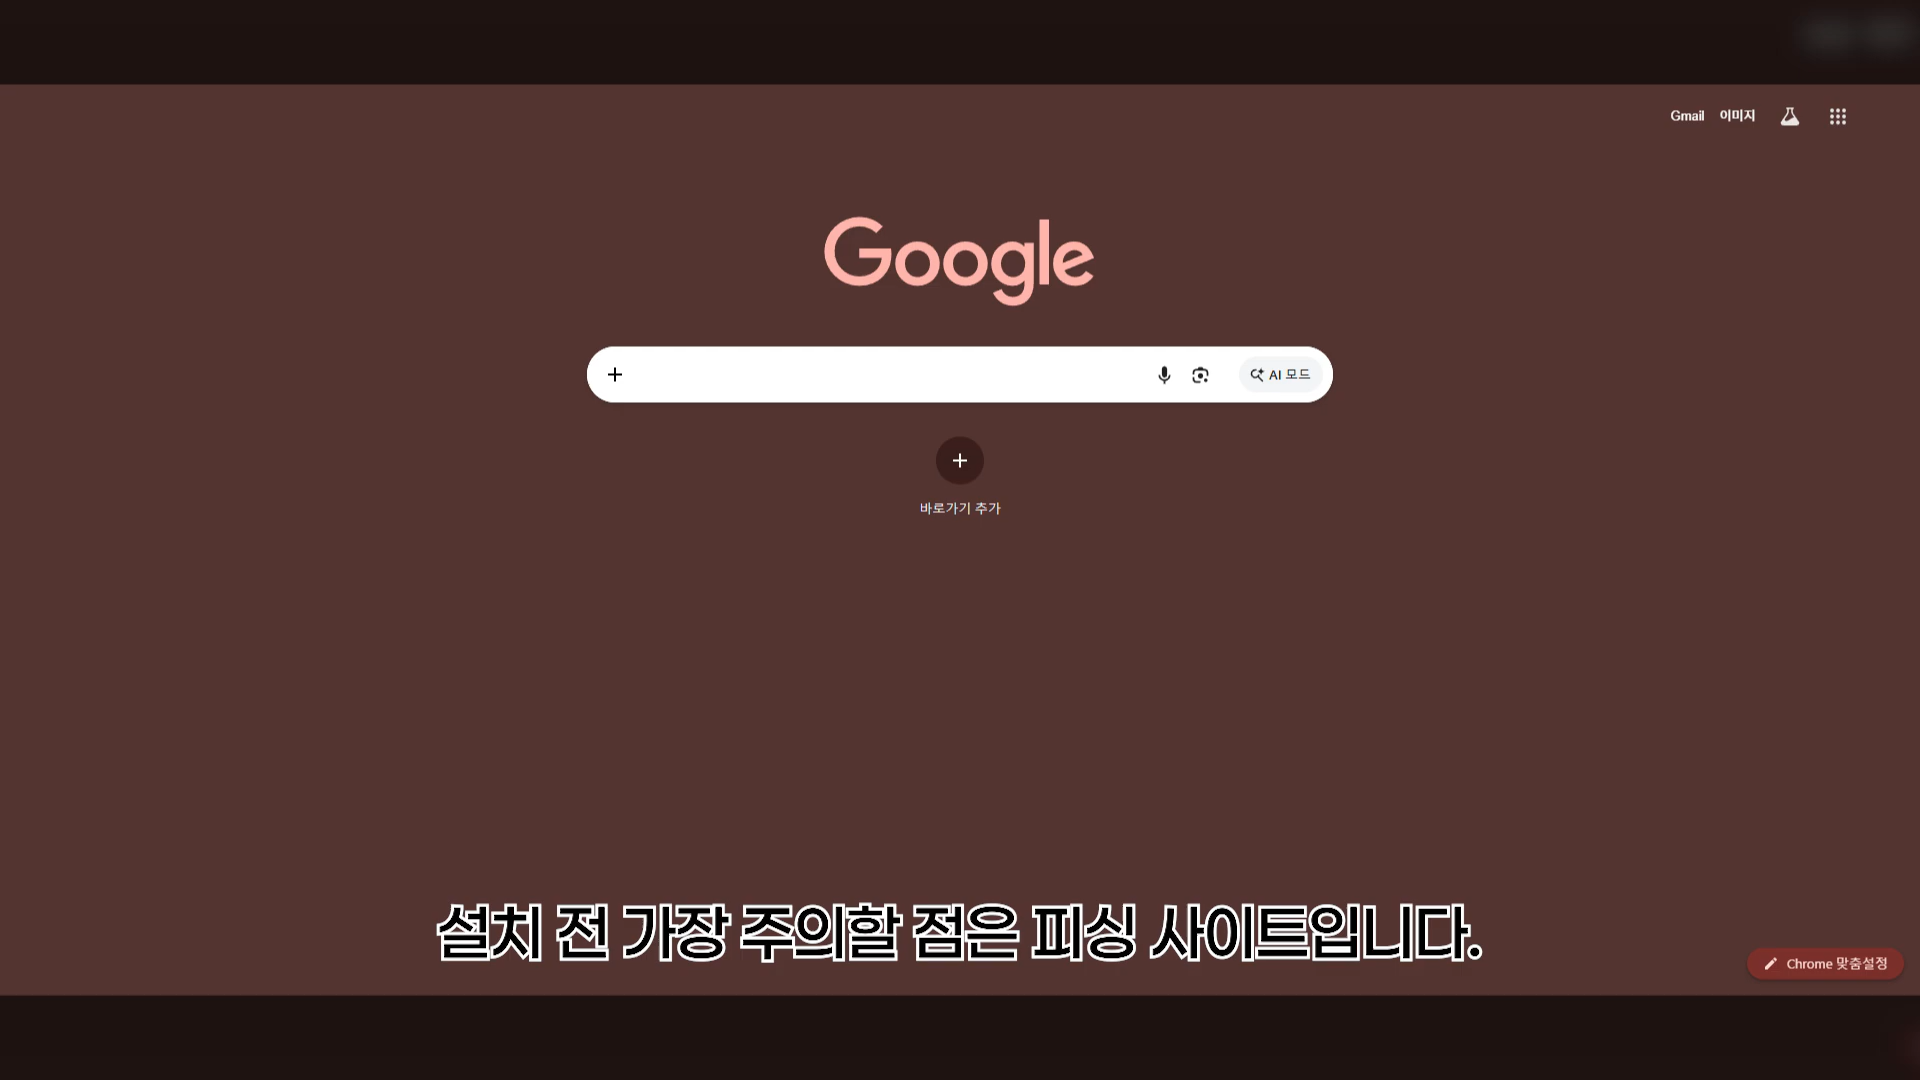 Gmail 이미지
Google
AI 모드
바로가기 추가
설치 전 가장 주의할 점은 피싱 사이트입니다.
Chrome 맞춤설정